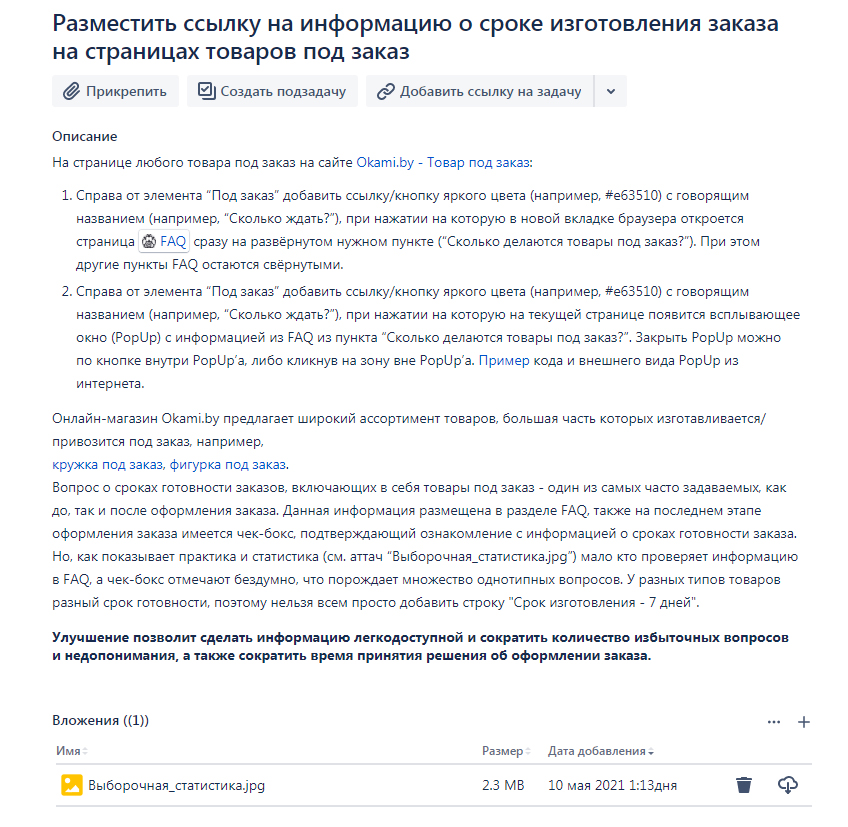 Разместить ссылку на информацию о сроке изготовления заказа
на страницах товаров под заказ
Прикрепить
Создать подзадачу
Добавить ссылку на задачу
Описание
На странице любого товара под заказ на сайте Okami.by - Товар под заказ:
1. Справа от элемента “Под заказ” добавить ссылку/кнопку яркого цвета (например, #e63510) с говорящим
названием (например, “Сколько ждать?”), при нажатии на которую в новой вкладке браузера откроется
страница FAQ сразу на развёрнутом нужном пункте (“Сколько делаются товары под заказ?”). При этом
другие пункты FAQ остаются свёрнутыми.
2. Справа от элемента “Под заказ” добавить ссылку/кнопку яркого цвета (например, #e63510) с говорящим
названием (например, “Сколько ждать?”), при нажатии на которую на текущей странице появится всплывающее
окно (PopUp) с информацией из FAQ из пункта “Сколько делаются товары под заказ?”. Закрыть PopUp можно
по кнопке внутри PopUp’а, либо кликнув на зону вне PopUp’а. Пример кода и внешнего вида PopUp из
интернета.
Онлайн-магазин Okami.by предлагает широкий ассортимент товаров, большая часть которых изготавливается/
привозится под заказ, например,
кружка под заказ, фигурка под заказ.
Вопрос о сроках готовности заказов, включающих в себя товары под заказ - один из самых часто задаваемых, как
до, так и после оформления заказа. Данная информация размещена в разделе FAQ, также на последнем этапе
оформления заказа имеется чек-бокс, подтверждающий ознакомление с информацией о сроках готовности заказа.
Но, как показывает практика и статистика (см. аттач “Выборочная_статистика.jpg”) мало кто проверяет информацию
в FAQ, а чек-бокс отмечают бездумно, что порождает множество однотипных вопросов. У разных типов товаров
разный срок готовности, поэтому нельзя всем просто добавить строку "Срок изготовления - 7 дней".
Улучшение позволит сделать информацию легкодоступной и сократить количество избыточных вопросов
и недопонимания, а также сократить время принятия решения об оформлении заказа.
Вложения ((1))
Имя Размер Дата добавления
Выборочная_статистика.jpg 2.3 MB 10 мая 2021 1:13дня